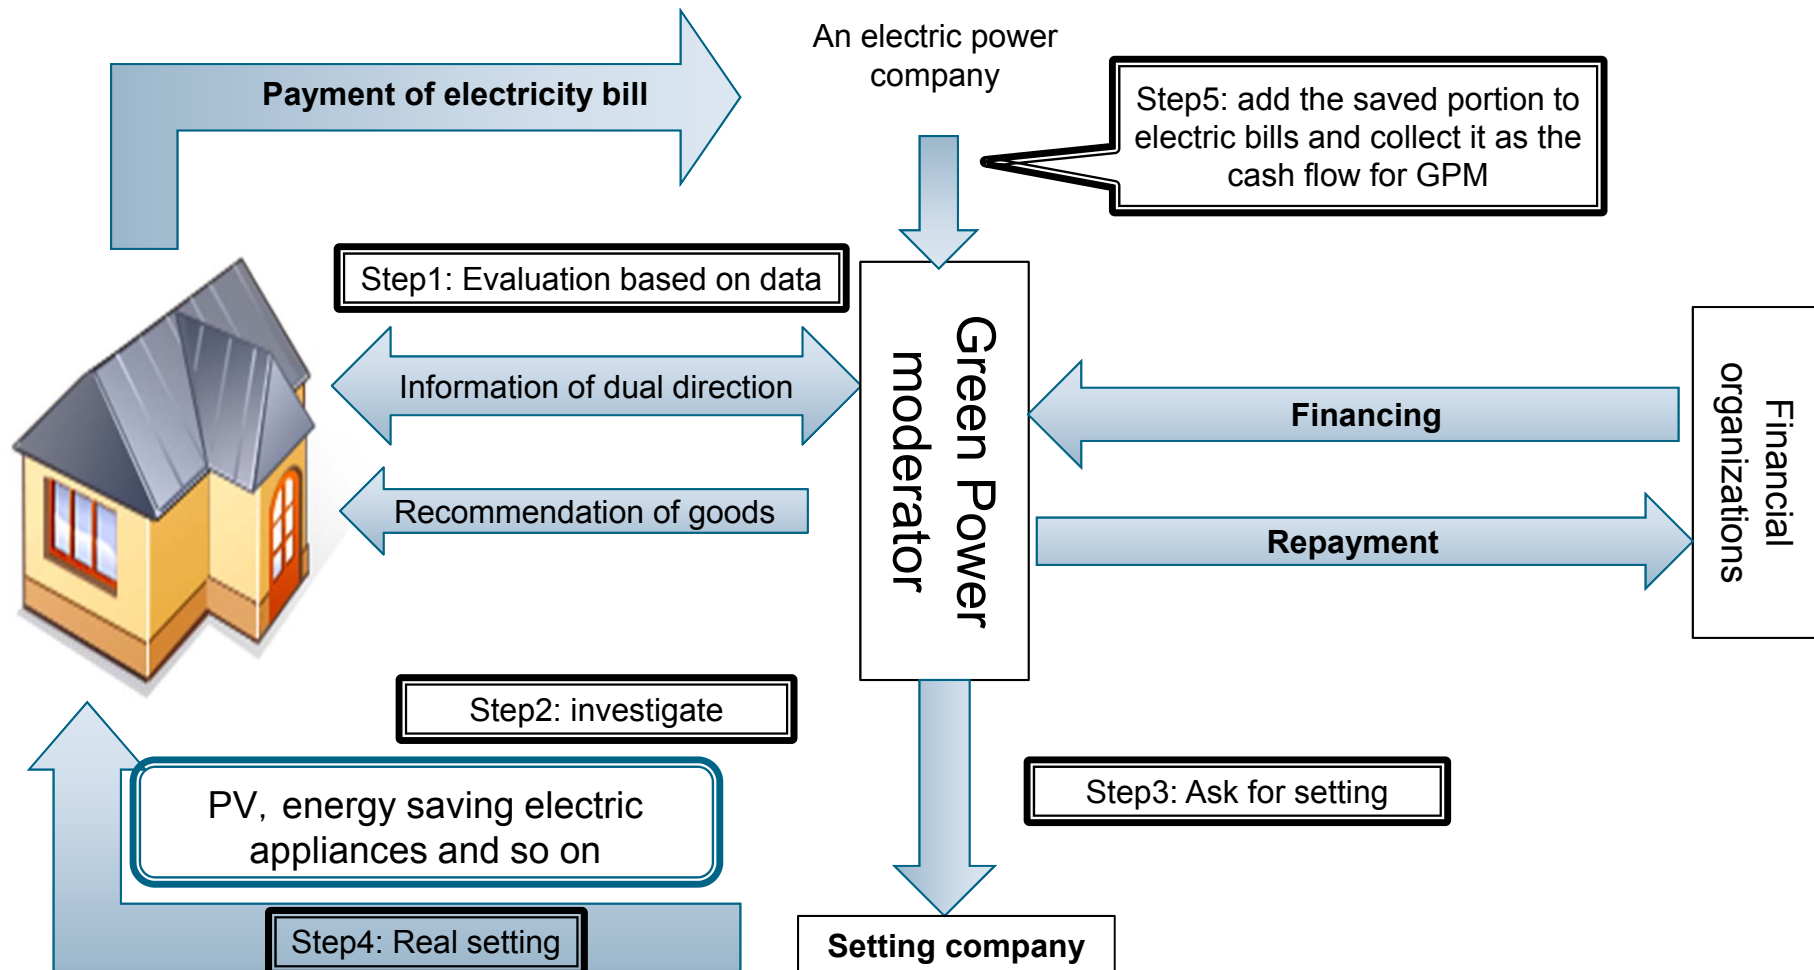 Payment of electricity bill
An electric power
company
Step5: add the saved portion to
electric bills and collect it as the
cash flow for GPM
Step1: Evaluation based on data
Information of dual direction
Recommendation of goods
Green Power
moderator
Financing
Repayment
Financial
organizations
Step2: investigate
PV, energy saving electric
appliances and so on
Step3: Ask for setting
Step4: Real setting
Setting company